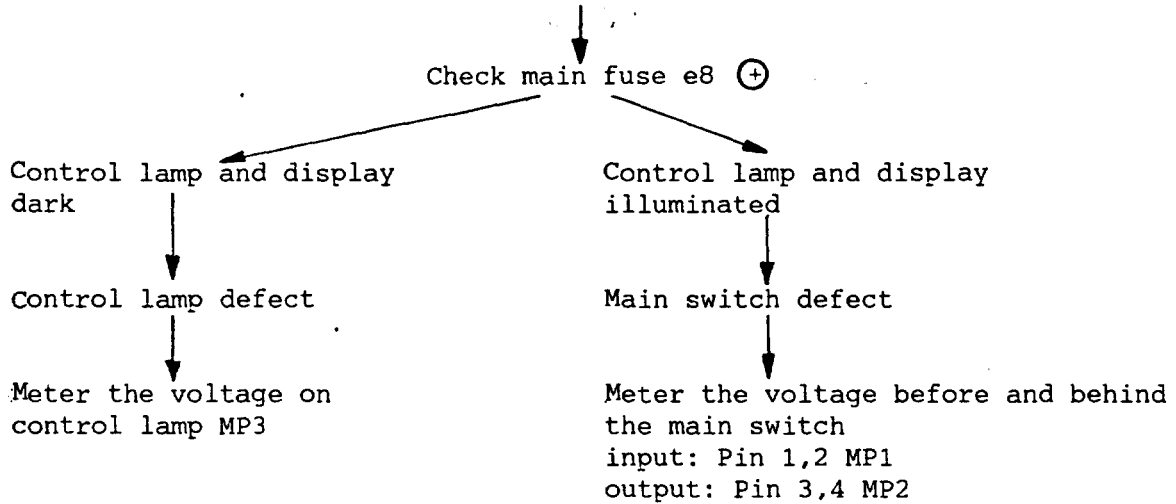 Check main fuse e8 (+)
Control lamp and display
dark
Control lamp defect
Meter the voltage on
control lamp MP3
Control lamp and display
illuminated
Main switch defect
Meter the voltage before and behind
the main switch
input: Pin 1,2 MP1
output: Pin 3,4 MP2